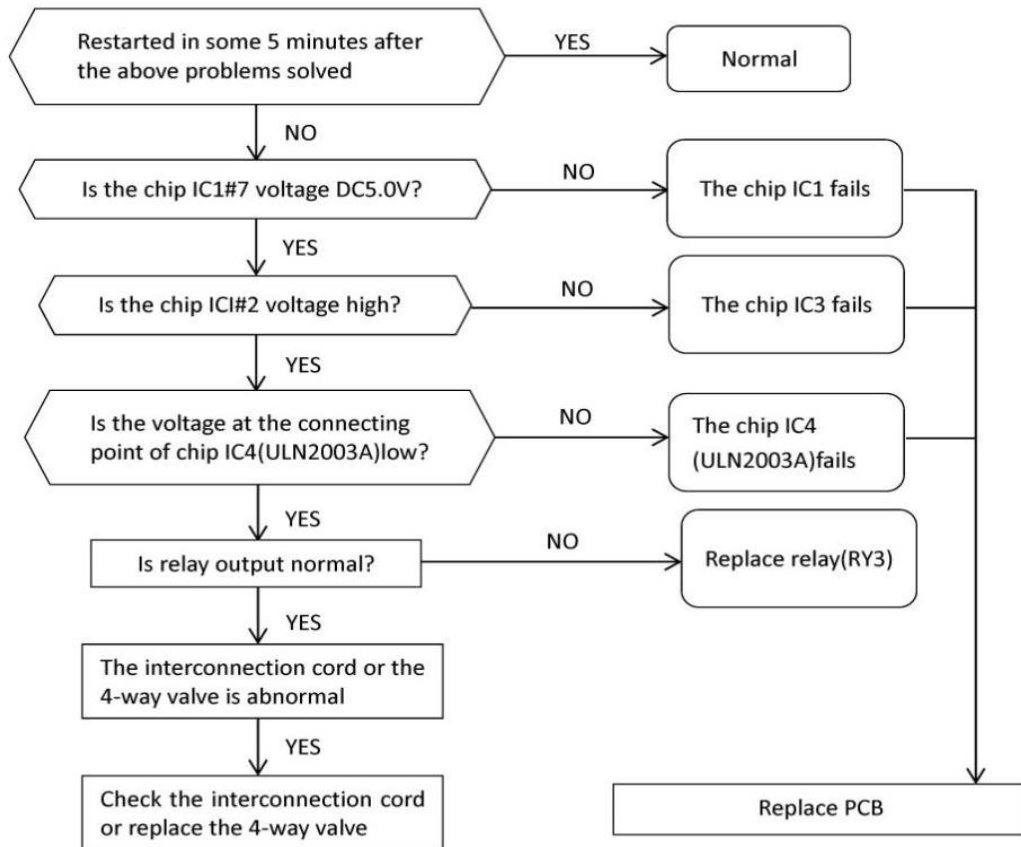 Restarted in some 5 minutes after
the above problems solved
YES
Normal
NO
Is the chip IC1#7 voltage DC5.0V?
NO
The chip IC1 fails
YES
Is the chip ICI#2 voltage high?
NO
The chip IC3 fails
YES
Is the voltage at the connecting
point of chip IC4(ULN2003A)low?
NO
The chip IC4
(ULN2003A)fails
YES
Is relay output normal?
NO
Replace relay(RY3)
YES
The interconnection cord or the
4-way valve is abnormal
YES
Check the interconnection cord
or replace the 4-way valve
Replace PCB